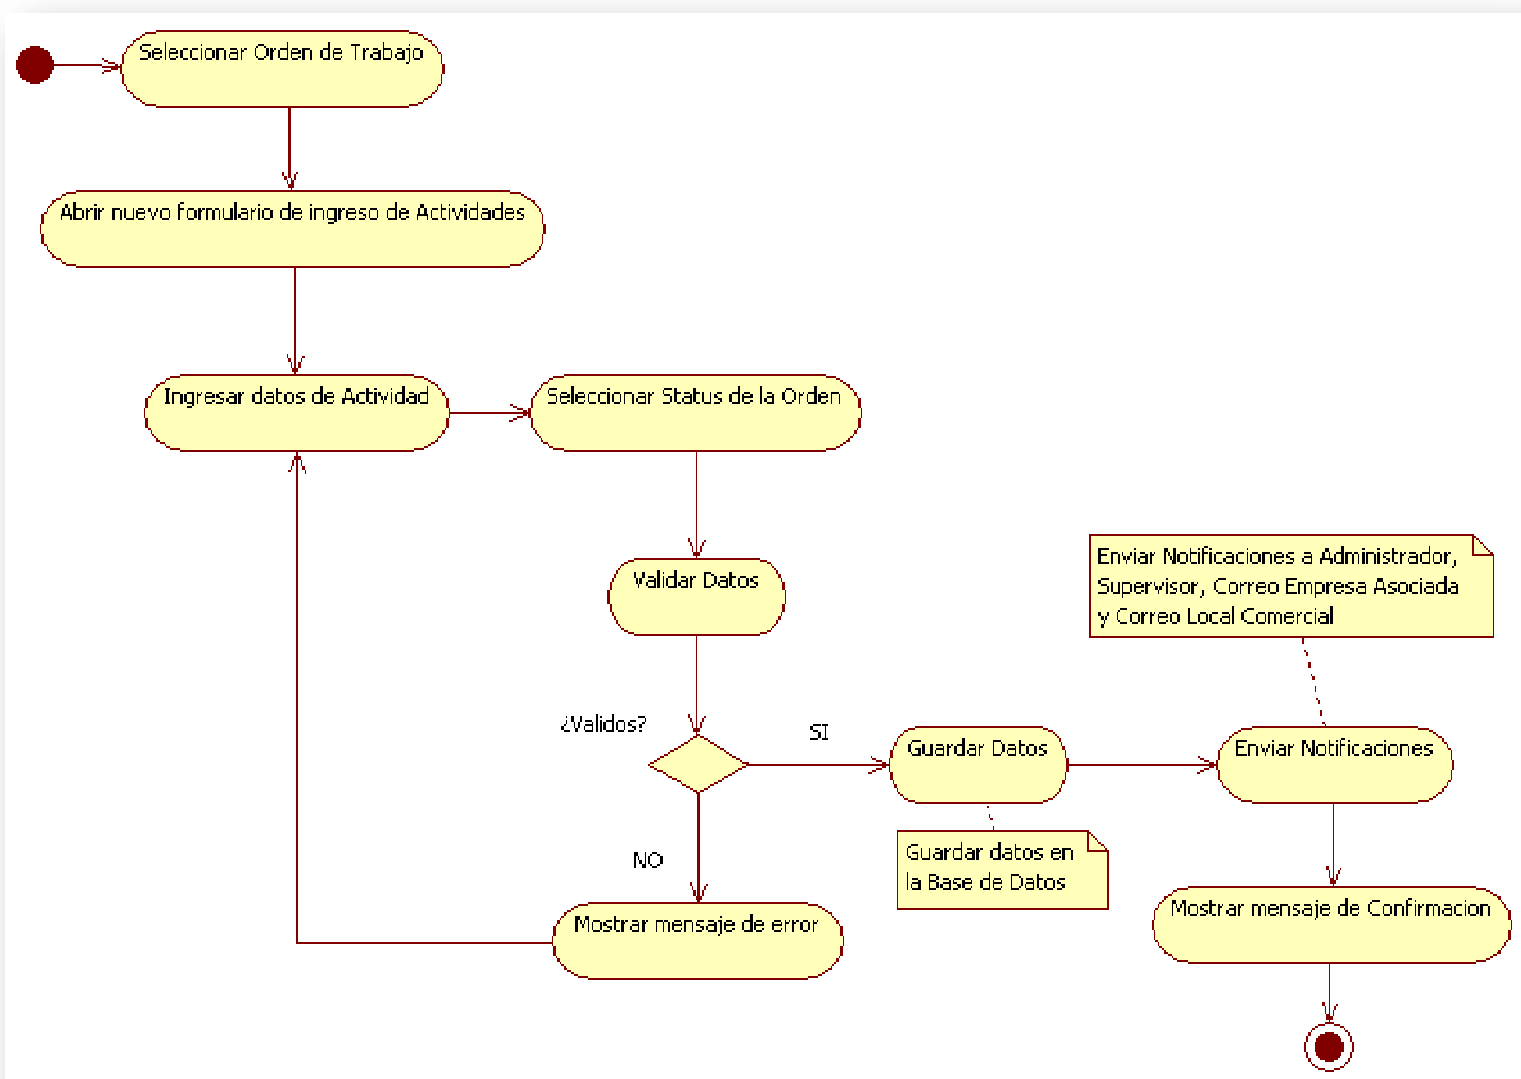 Seleccionar Orden de Trabajo
Abrir nuevo formulario de ingreso de Actividades
Ingresar datos de Actividad
Seleccionar Status de la Orden
Validar Datos
Enviar Notificaciones a Administrador,
Supervisor, Correo Empresa Asociada
y Correo Local Comercial
¿Validos?
SI
Guardar Datos
Enviar Notificaciones
NO
Guardar datos en
la Base de Datos
Mostrar mensaje de error
Mostrar mensaje de Confirmacion